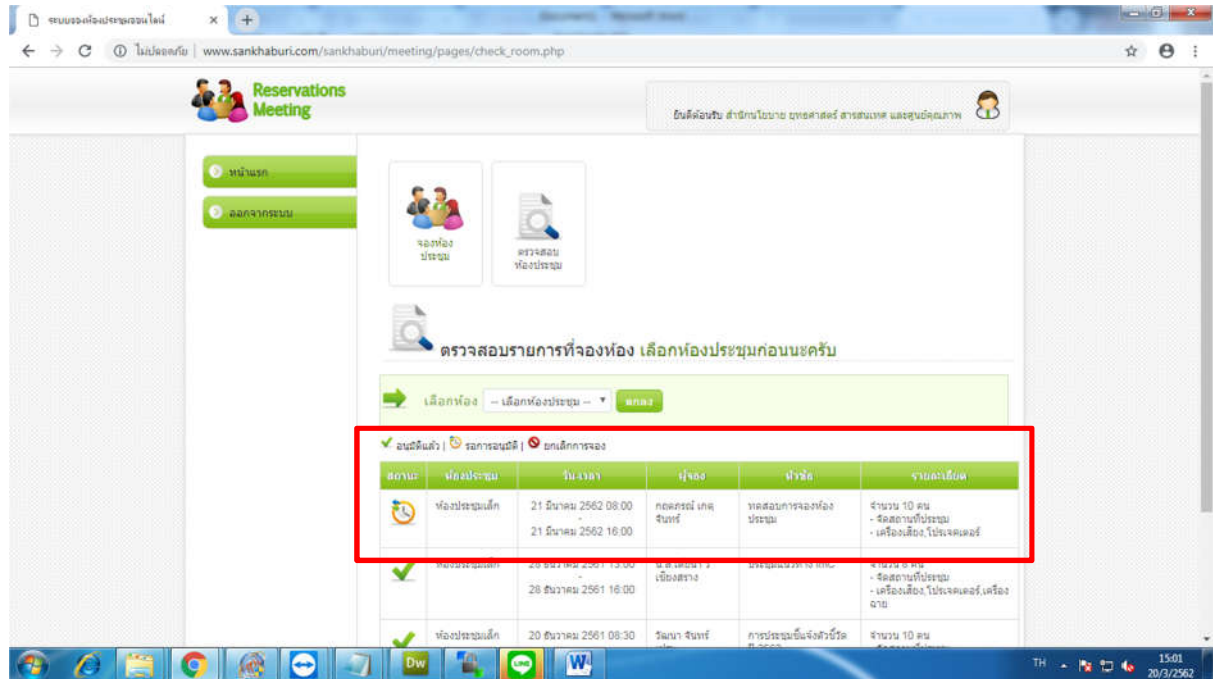 ระบบจองห้องประชุมออนไลน์
ไม่ปลอดภัย | www.sankhaburi.com/sankhaburi/meeting/pages/check_room.php
Reservations
Meeting
ยินดีต้อนรับ สำนักนโยบาย ยุทธศาสตร์ สารสนเทศ และศูนย์คุณภาพ
หน้าแรก
ออกจากระบบ
จองห้อง
ประชุม
ตรวจสอบ
ห้องประชุม
ตรวจสอบรายการที่จองห้อง เลือกห้องประชุมก่อนนะครับ
เลือกห้อง -- เลือกห้องประชุม -- ตกลง
อนุมัติแล้ว | รอการอนุมัติ | ยกเลิกการจอง
สถานะ ห้องประชุม วัน-เวลา ผู้จอง หัวข้อ รายละเอียด
ห้องประชุมเล็ก 21 มีนาคม 2562 08:00 ทดสอบการจองห้อง จำนวน 10 คน
- จันทร์ ประชุม - จัดสถานที่ประชุม
21 มีนาคม 2562 16:00 - เครื่องเสียง,โปรเจคเตอร์
- จัดสถานที่ประชุม
28 ธันวาคม 2561 16:00 - เครื่องเสียง,โปรเจคเตอร์,เครื่อง
ฉาย
ห้องประชุมเล็ก 20 ธันวาคม 2561 08:30 วัฒนา จันทร์ การประชุมชี้แจงตัวชี้วัด จำนวน 10 คน
Dw
LINE
W
TH
15:01
20/3/2562